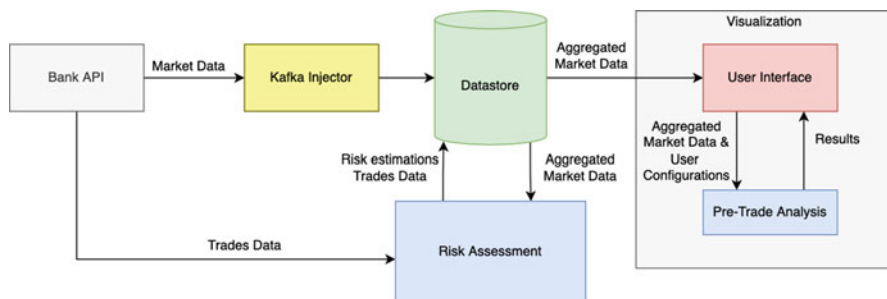 Visualization
Bank API
Market Data
Kafka Injector
Datastore
Aggregated
Market Data
User Interface
Aggregated
Market Data &
User
Configurations
Results
Risk estimations
Trades Data
Aggregated
Market Data
Pre-Trade Analysis
Trades Data
Risk Assessment